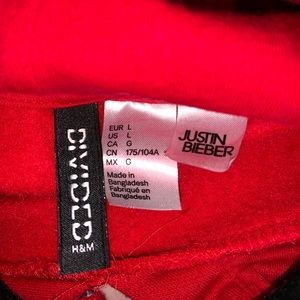 DIVIDED
H&M
EUR L
US L
CA G
CN 175/104A
MX G
Made in
Bangladesh
Fabriqué en
Bangladesh
JUSTIN
BIEBER